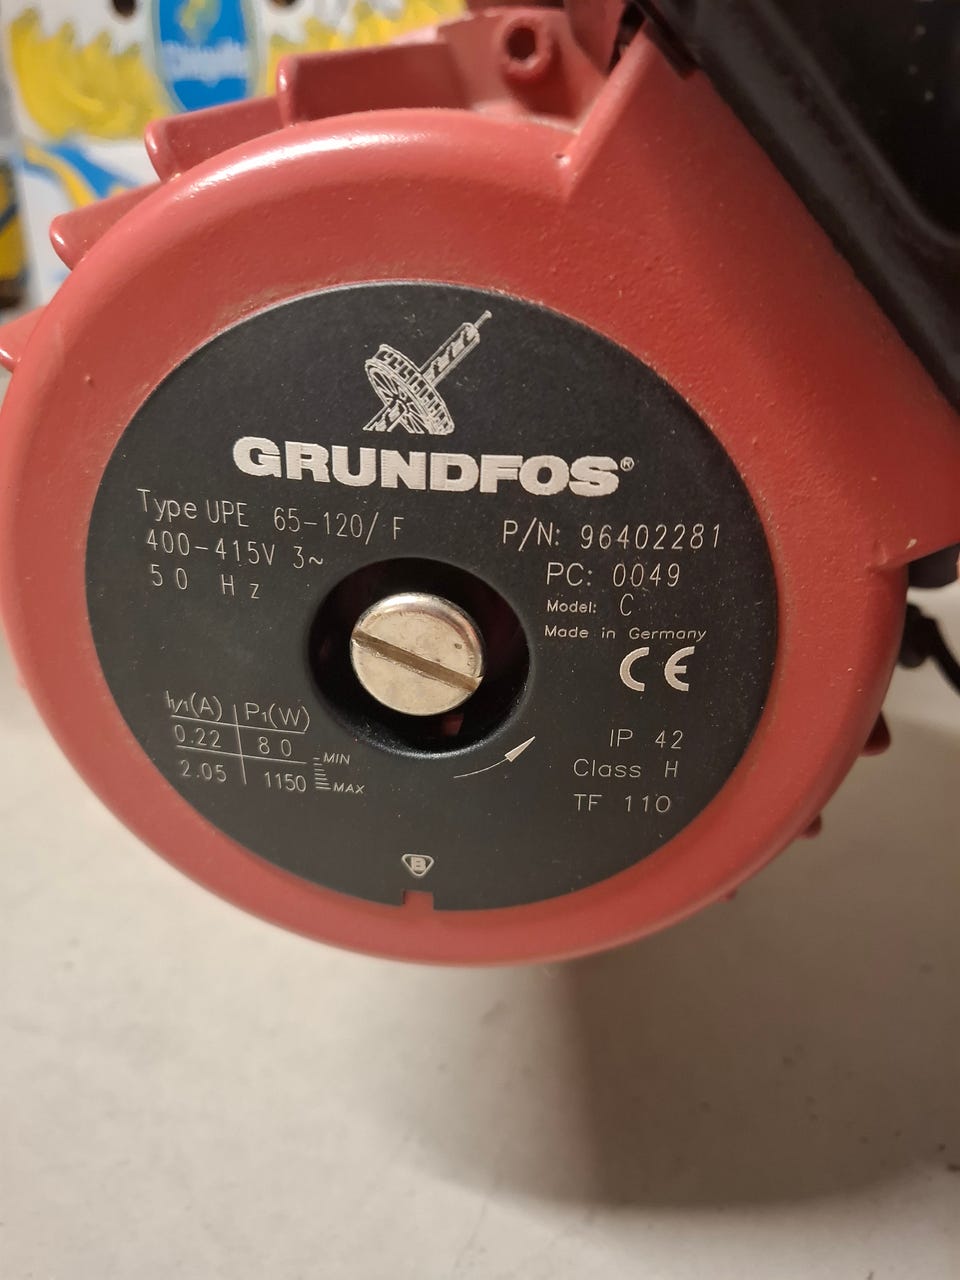 GRUNDFOS®
Type UPE 65-120/ F
400-415V 3~
50 Hz
P/N: 96402281
PC: 0049
Model: C
Made in Germany
CE
I1/1(A) P1(W)
0.22 80 MIN
2.05 1150 MAX
IP 42
Class H
TF 110
B
Chiquita